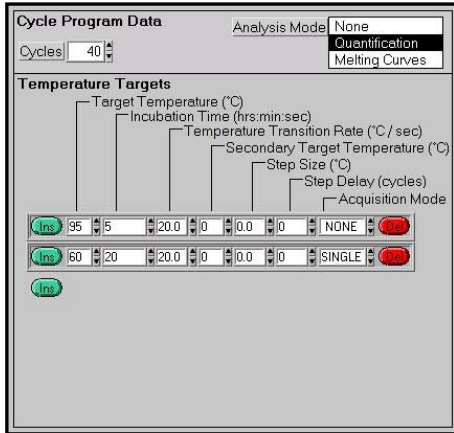 Cycle Program Data
Analysis Mode None
Quantification
Melting Curves
Cycles 40
Temperature Targets
Target Temperature (°C)
Incubation Time (hrs:min:sec)
Temperature Transition Rate (°C / sec)
Secondary Target Temperature (°C)
Step Size (°C)
Step Delay (cycles)
Acquisition Mode
Ins 95 5 20.0 0 0.0 0 NONE Del
Ins 60 20 20.0 0 0.0 0 SINGLE Del
Ins